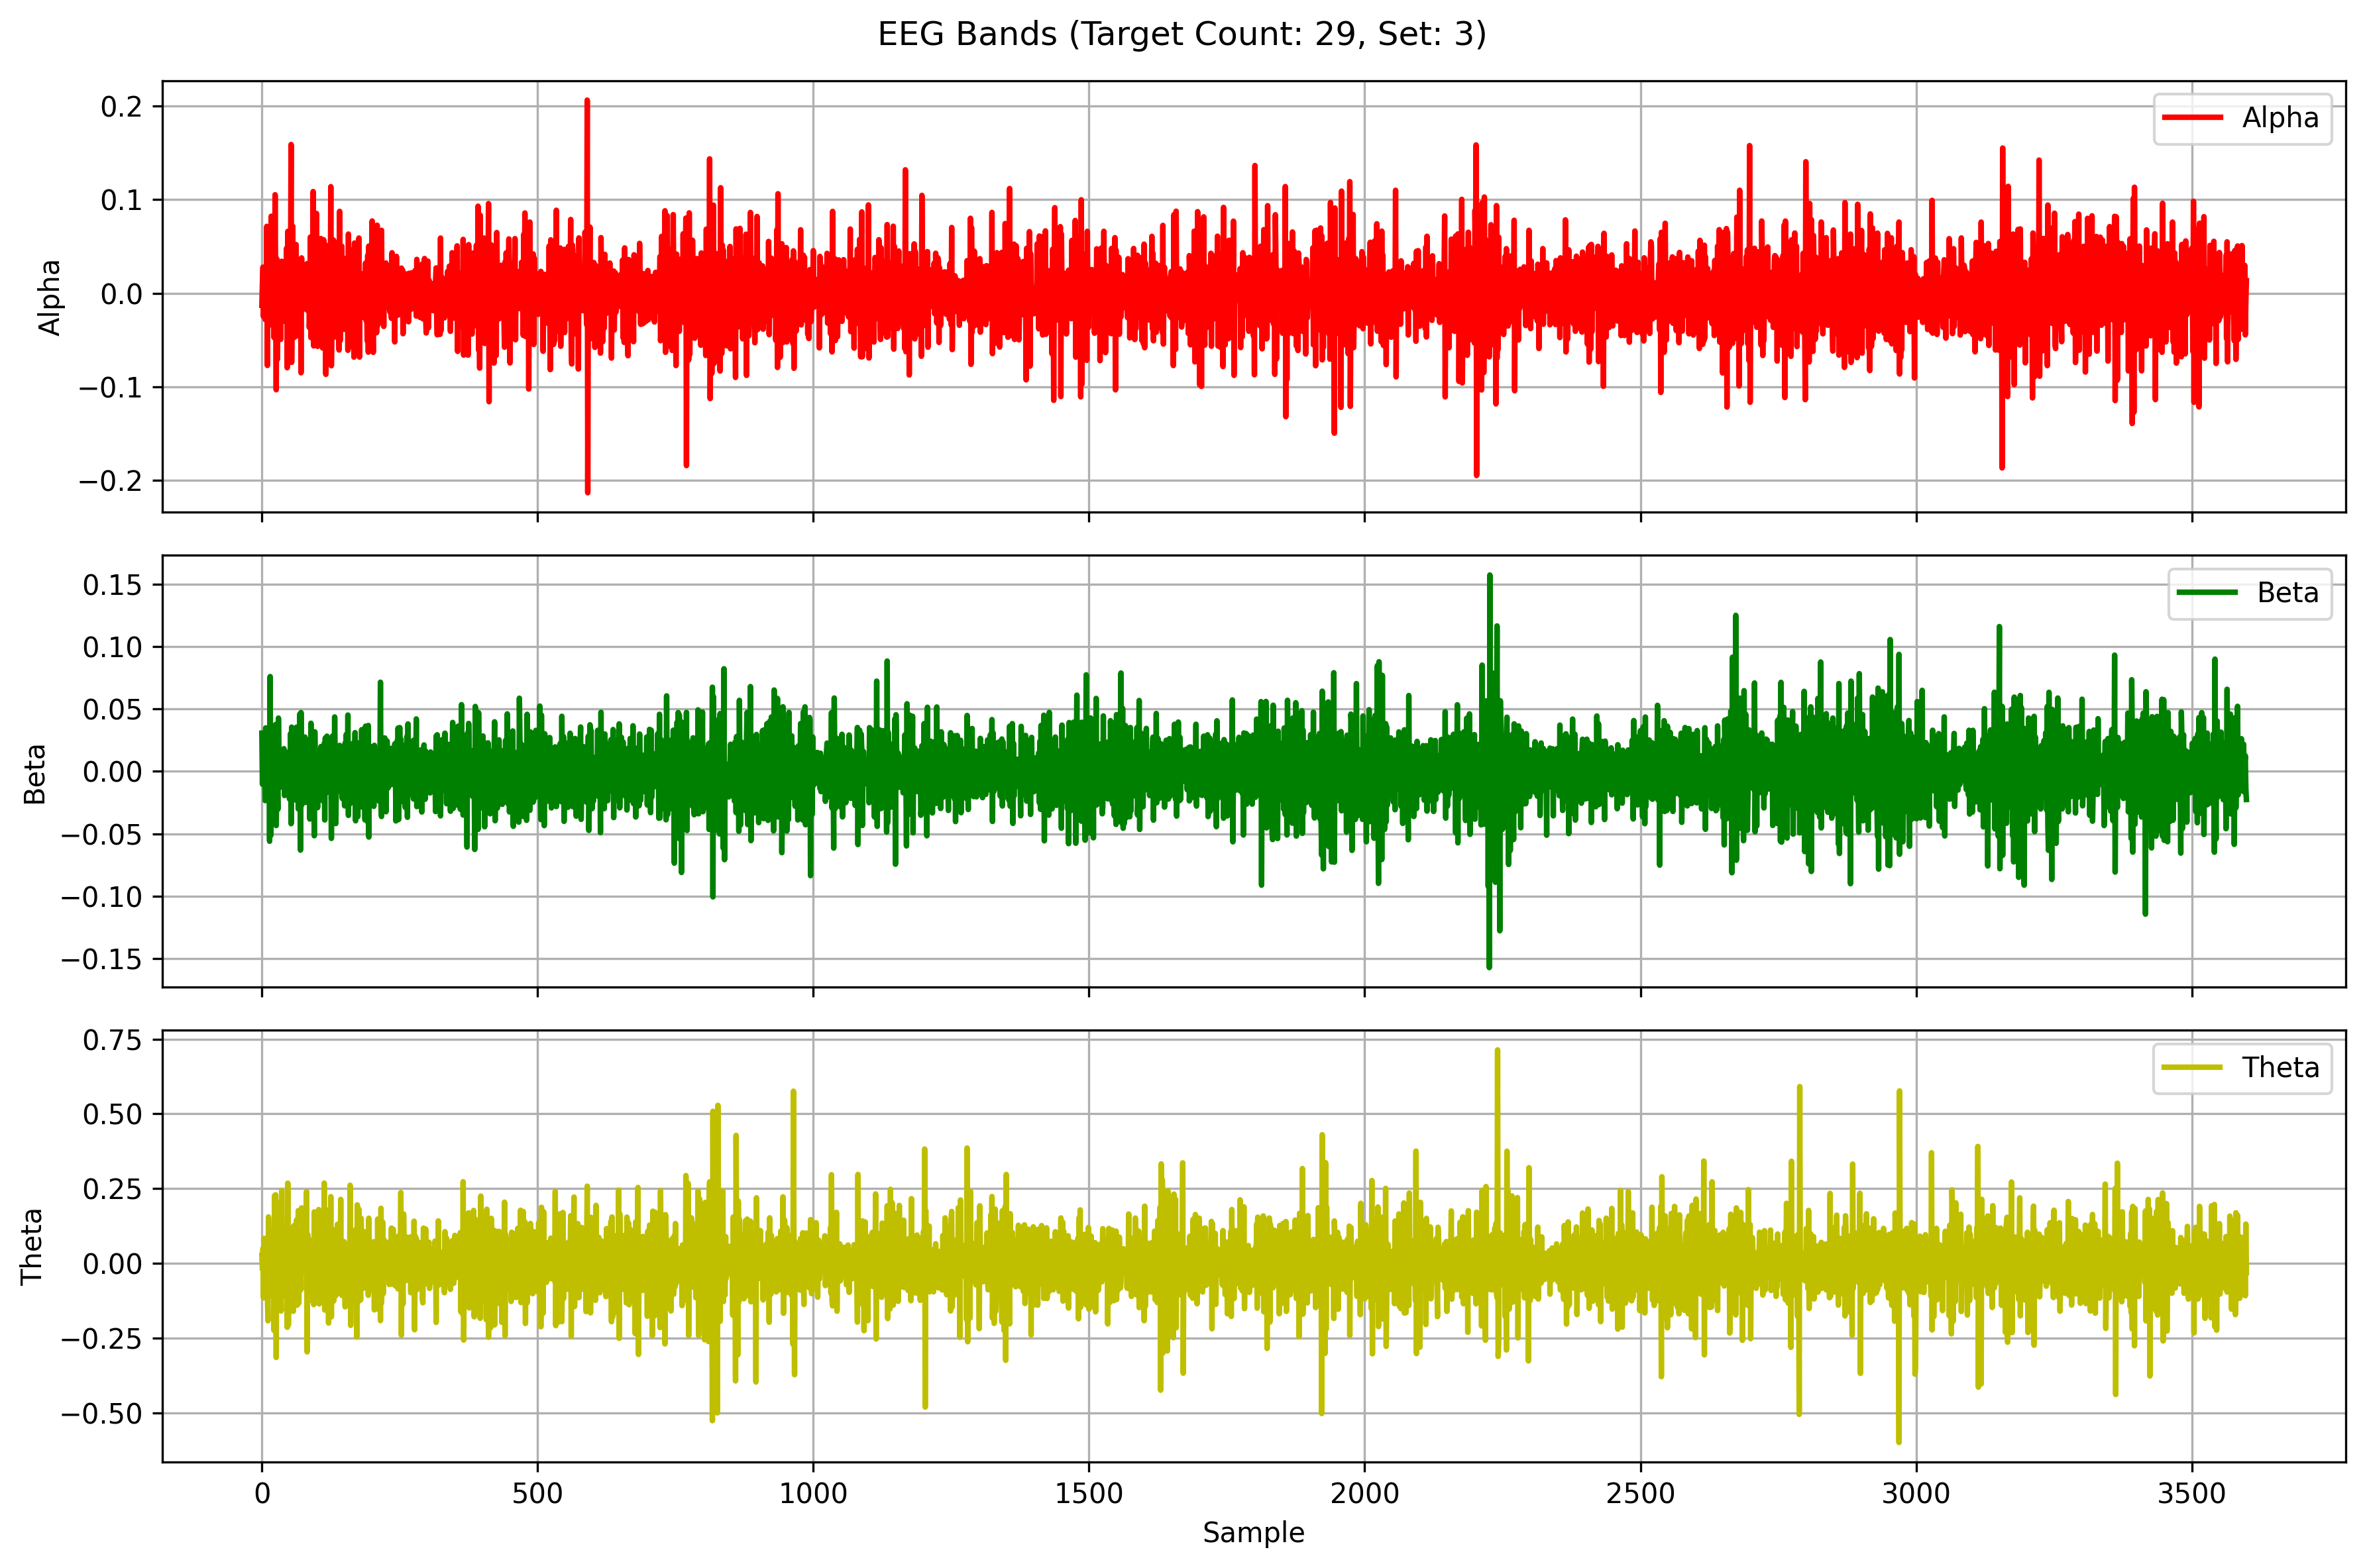 EEG Bands (Target Count: 29, Set: 3)
0.2
0.1
0.0
−0.1
−0.2
Alpha
Alpha
0.15
0.10
0.05
0.00
−0.05
−0.10
−0.15
Beta
Beta
0.75
0.50
0.25
0.00
−0.25
−0.50
Theta
Theta
0 500 1000 1500 2000 2500 3000 3500
Sample